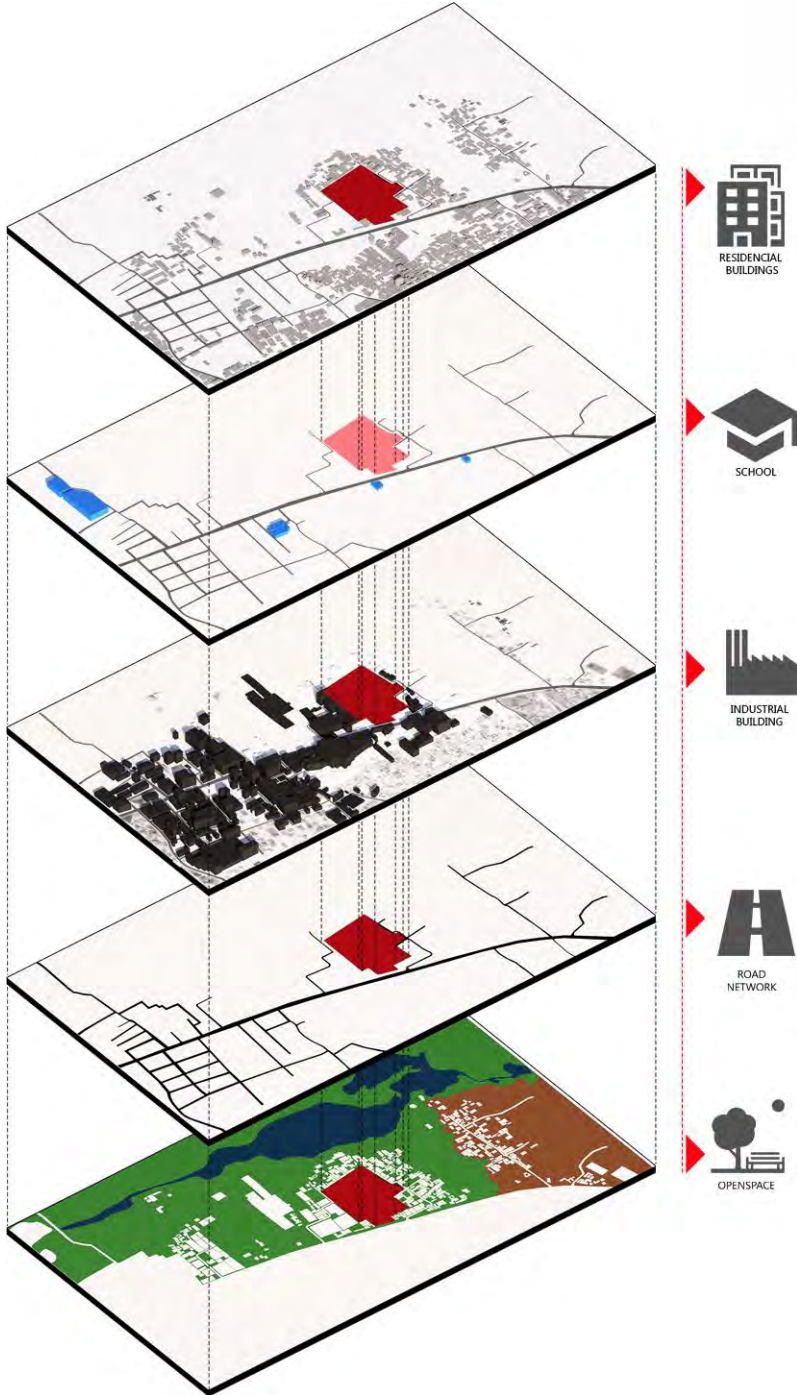 RESIDENCIAL
BUILDINGS
SCHOOL
INDUSTRIAL
BUILDING
ROAD
NETWORK
OPENSPACE